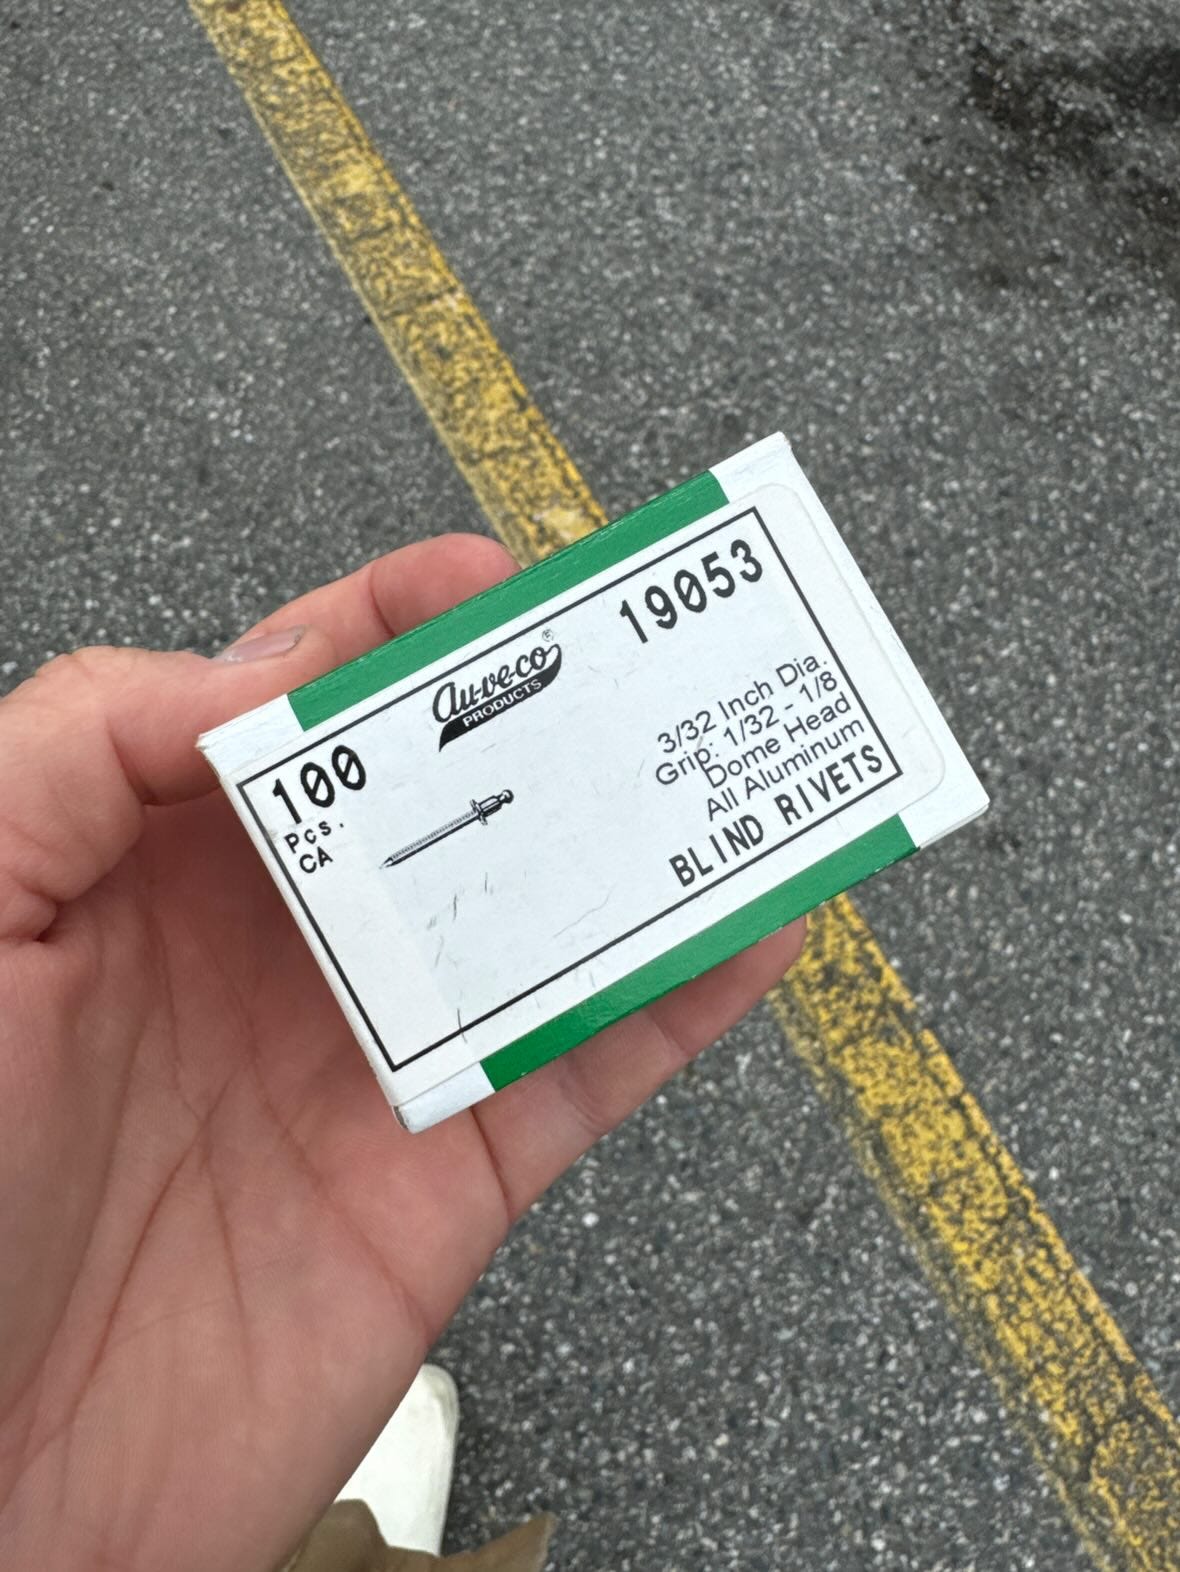 au-ve-co®
PRODUCTS
19053
100
Pcs.
CA
3/32 Inch Dia.
Grip: 1/32 - 1/8
Dome Head
All Aluminum
BLIND RIVETS